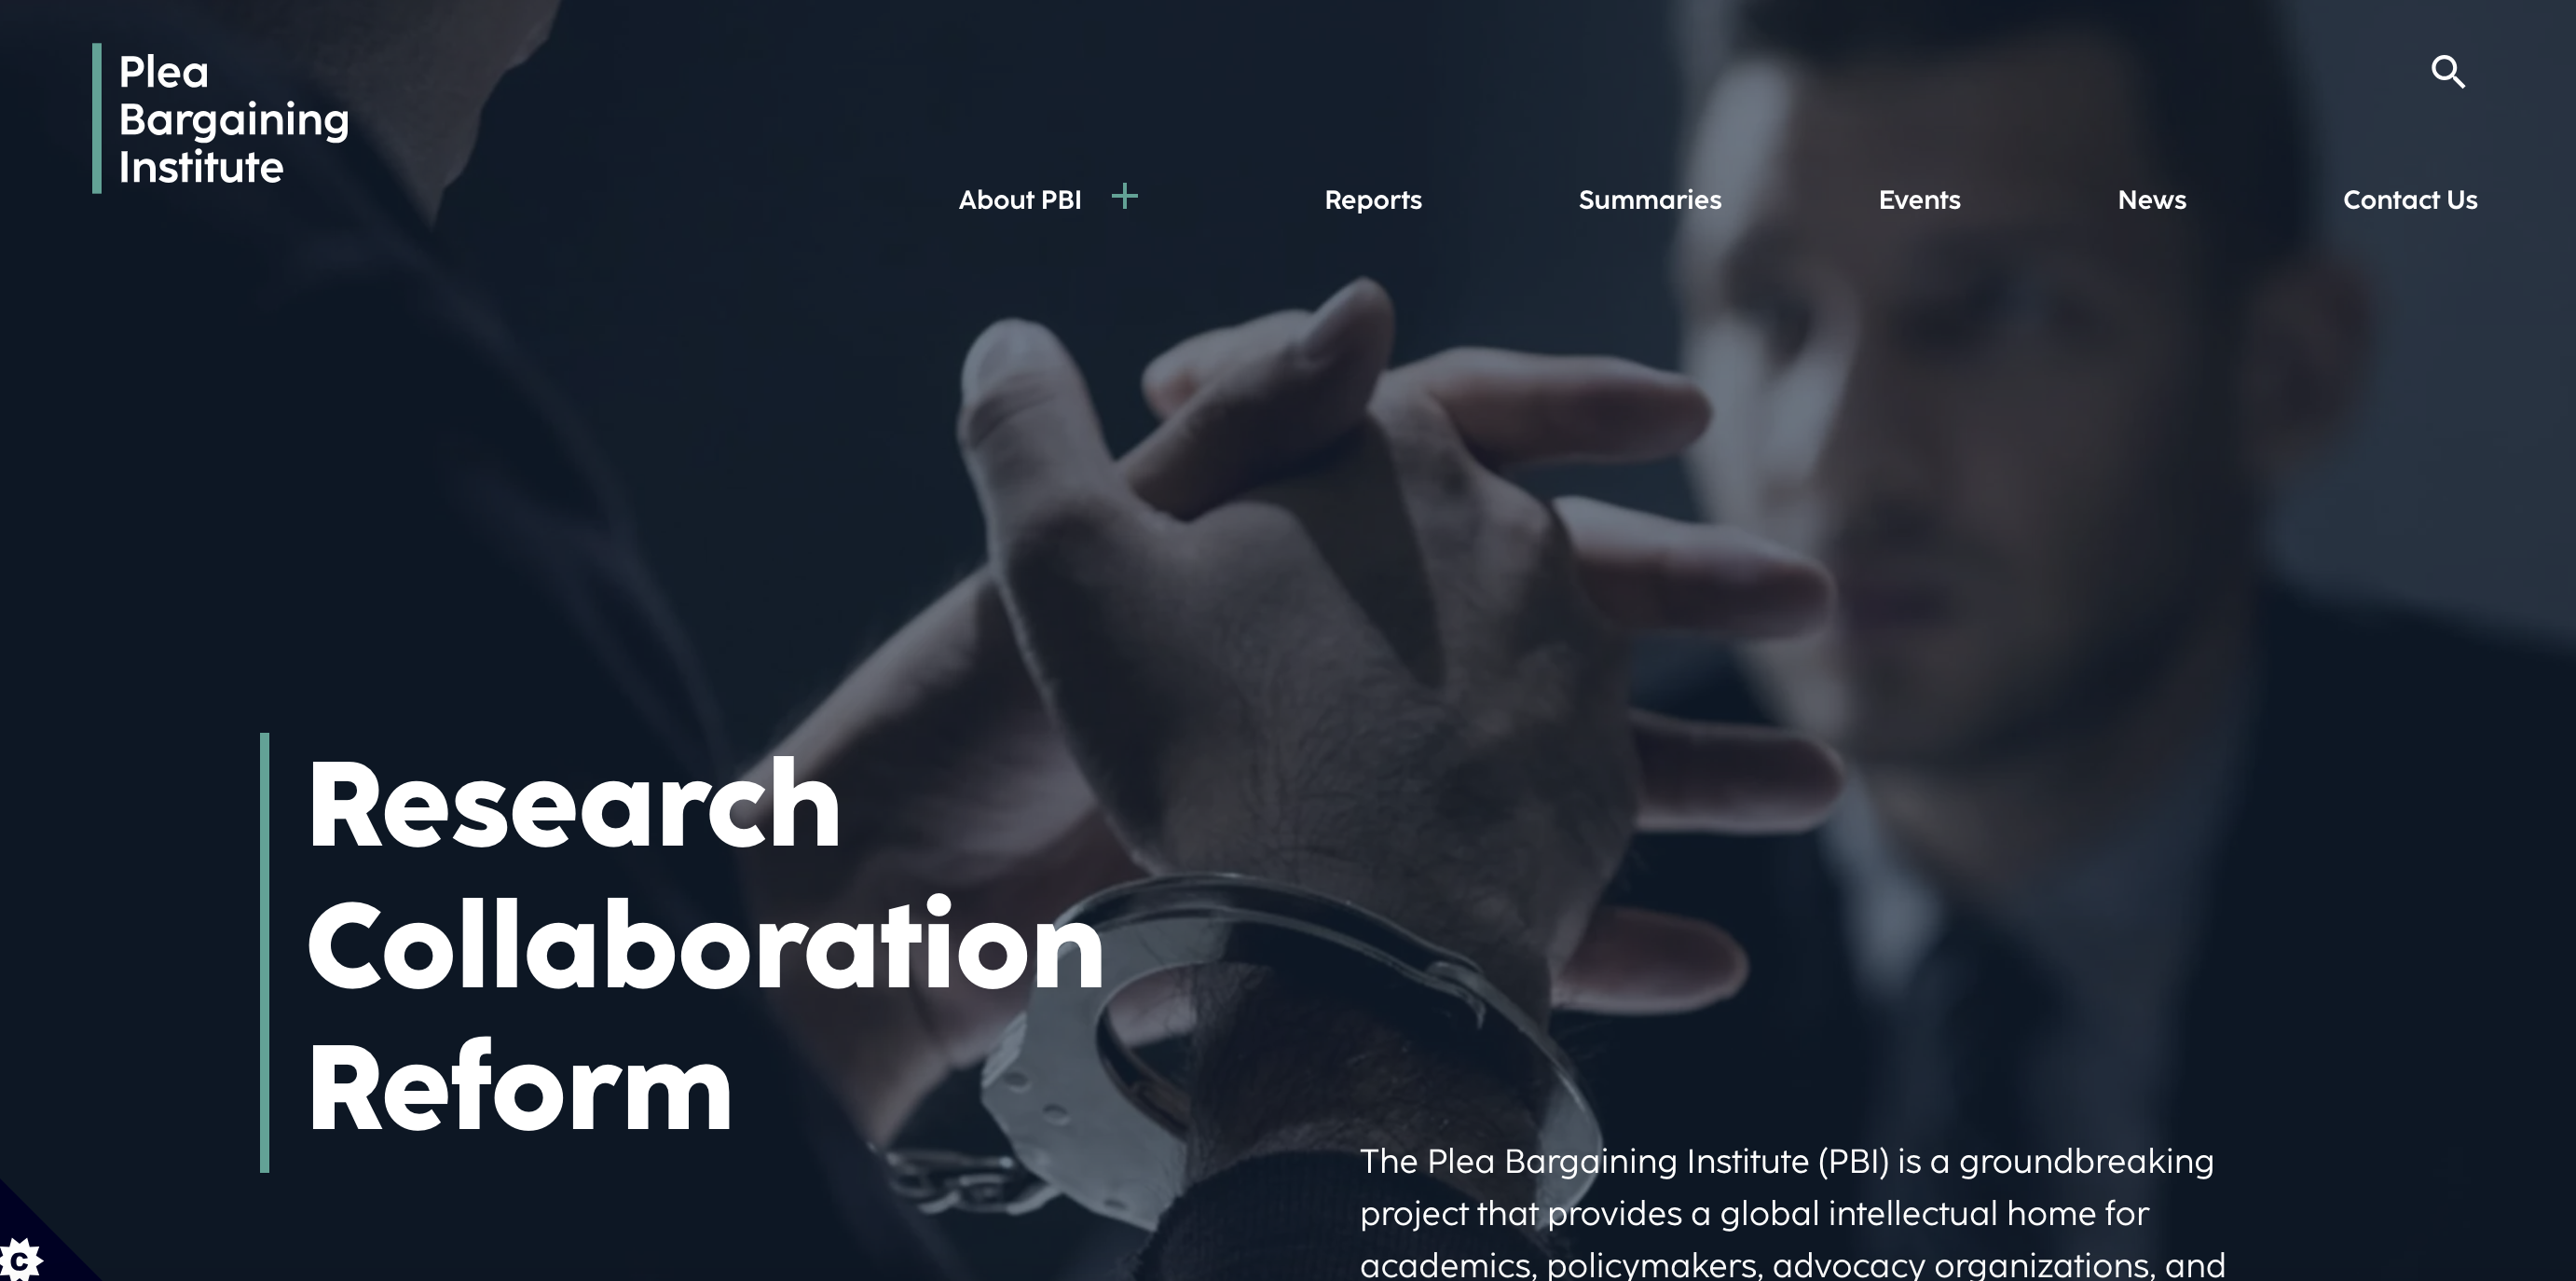 Plea
Bargaining
Institute
About PBI
Reports
Summaries
Events
News
Contact Us
Research
Collaboration
Reform
The Plea Bargaining Institute (PBI) is a groundbreaking
project that provides a global intellectual home for
academics, policymakers, advocacy organizations, and
C